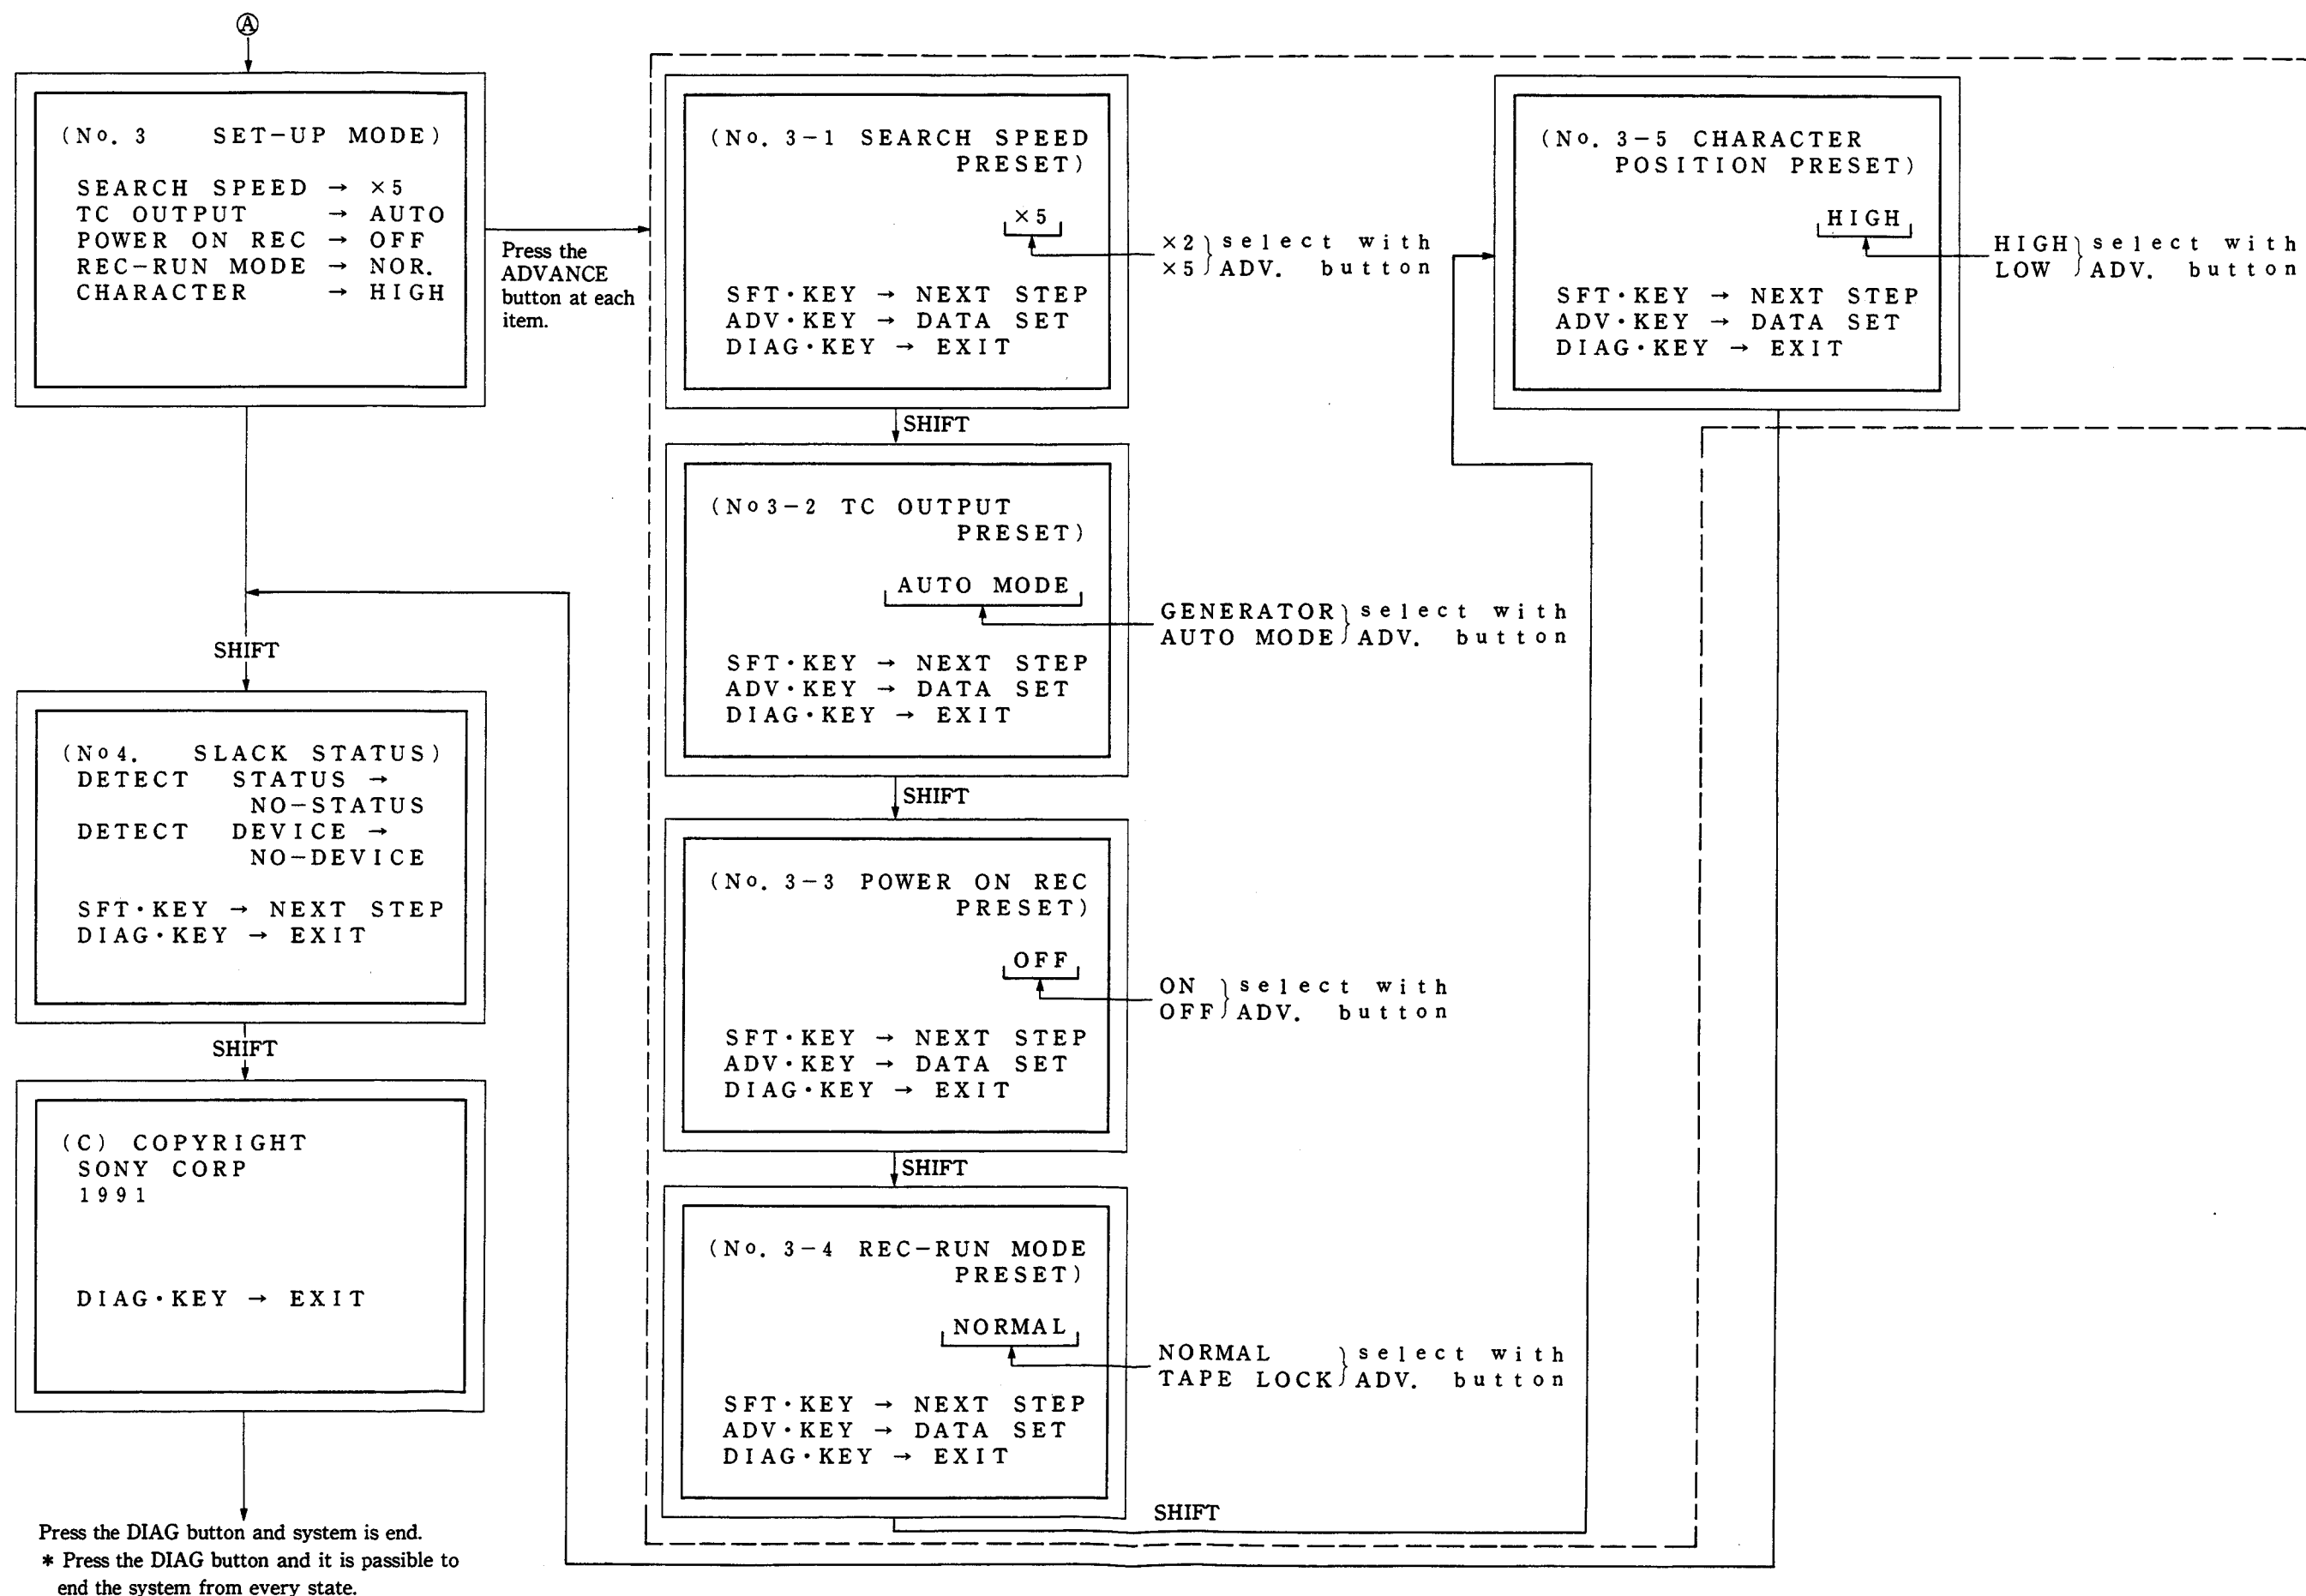 Ⓐ
(No. 3 SET-UP MODE)
SEARCH SPEED → ×5
TC OUTPUT → AUTO
POWER ON REC → OFF
REC-RUN MODE → NOR.
CHARACTER → HIGH
Press the
ADVANCE
button at each
item.
SHIFT
(No4. SLACK STATUS)
DETECT STATUS →
NO-STATUS
DETECT DEVICE →
NO-DEVICE
SFT・KEY → NEXT STEP
DIAG・KEY → EXIT
SHIFT
(C) COPYRIGHT
SONY CORP
1991
DIAG・KEY → EXIT
Press the DIAG button and system is end.
* Press the DIAG button and it is passible to
end the system from every state.
(No. 3-1 SEARCH SPEED
PRESET)
×5
×2 select with
×5 ADV. button
SFT・KEY → NEXT STEP
ADV・KEY → DATA SET
DIAG・KEY → EXIT
SHIFT
(No3-2 TC OUTPUT
PRESET)
AUTO MODE
GENERATOR select with
AUTO MODE ADV. button
SFT・KEY → NEXT STEP
ADV・KEY → DATA SET
DIAG・KEY → EXIT
SHIFT
(No. 3-3 POWER ON REC
PRESET)
OFF
ON select with
OFF ADV. button
SFT・KEY → NEXT STEP
ADV・KEY → DATA SET
DIAG・KEY → EXIT
SHIFT
(No. 3-4 REC-RUN MODE
PRESET)
NORMAL
NORMAL select with
TAPE LOCK ADV. button
SFT・KEY → NEXT STEP
ADV・KEY → DATA SET
DIAG・KEY → EXIT
SHIFT
(No. 3-5 CHARACTER
POSITION PRESET)
HIGH
HIGH select with
LOW ADV. button
SFT・KEY → NEXT STEP
ADV・KEY → DATA SET
DIAG・KEY → EXIT